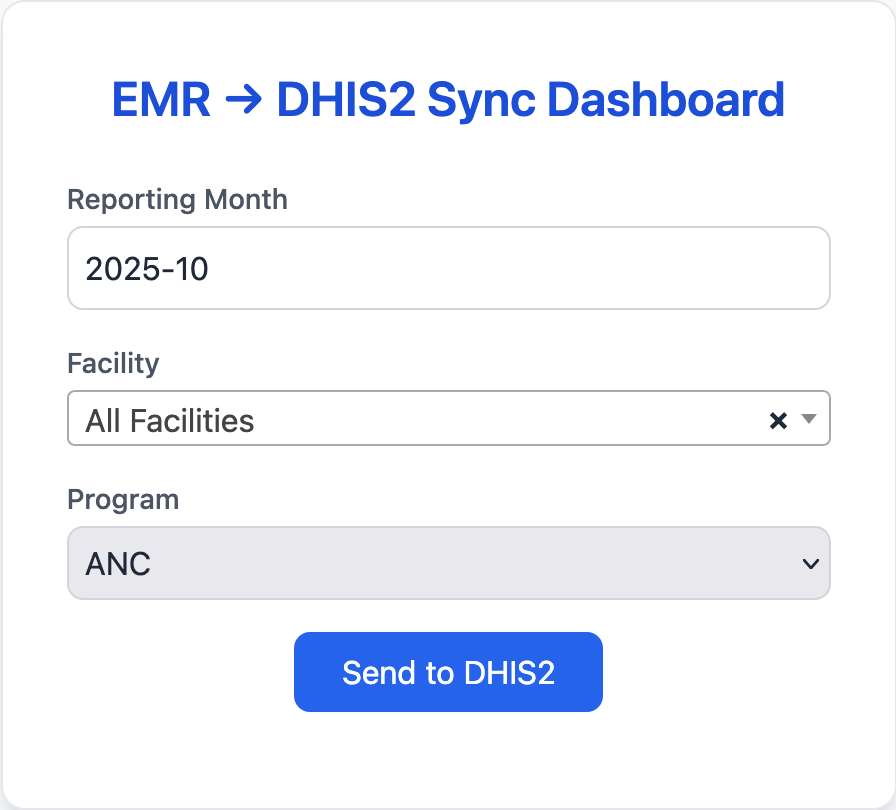 EMR → DHIS2 Sync Dashboard
Reporting Month
2025-10
Facility
All Facilities
Program
ANC
Send to DHIS2